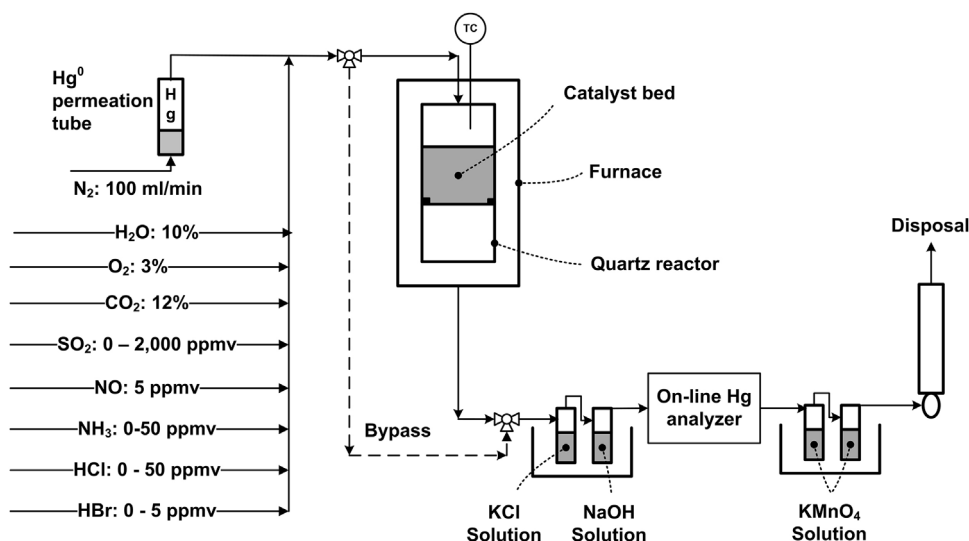 TC
Hg⁰
permeation
tube
H
g
N₂: 100 ml/min
H₂O: 10%
O₂: 3%
CO₂: 12%
SO₂: 0 – 2,000 ppmv
NO: 5 ppmv
NH₃: 0-50 ppmv
HCl: 0 - 50 ppmv
HBr: 0 - 5 ppmv
Catalyst bed
Furnace
Quartz reactor
Bypass
KCl
Solution
NaOH
Solution
On-line Hg
analyzer
KMnO₄
Solution
Disposal